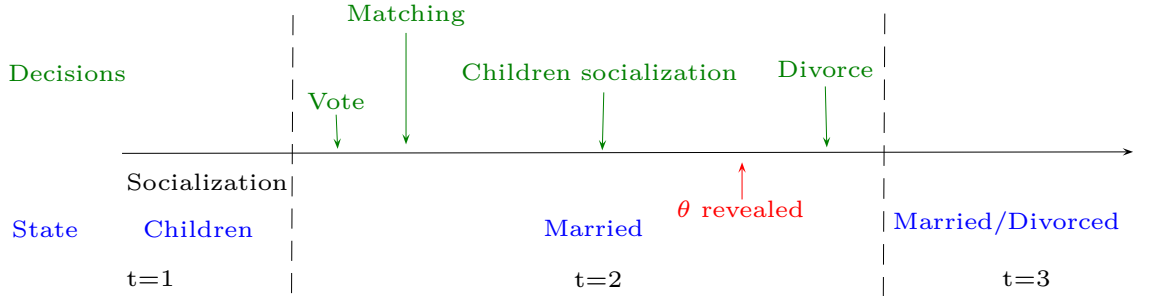 Matching
Decisions
Children socialization
Divorce
Vote
Socialization
θ revealed
State
Children
Married
Married/Divorced
t=1
t=2
t=3